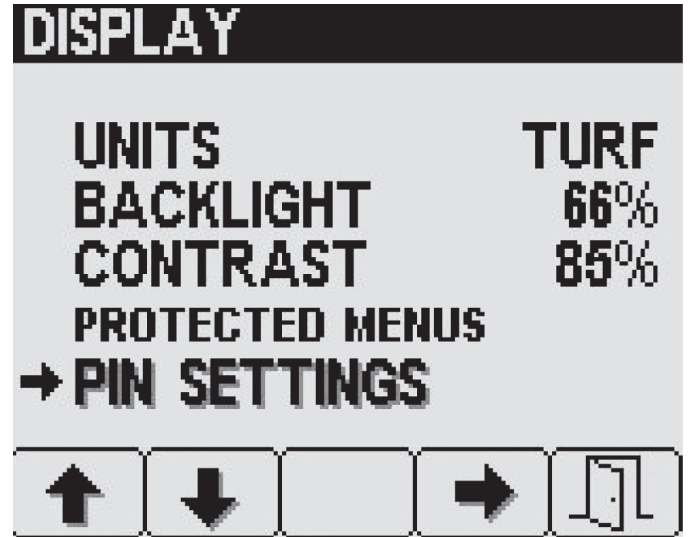 DISPLAY
UNITS TURF
BACKLIGHT 66%
CONTRAST 85%
PROTECTED MENUS
PIN SETTINGS